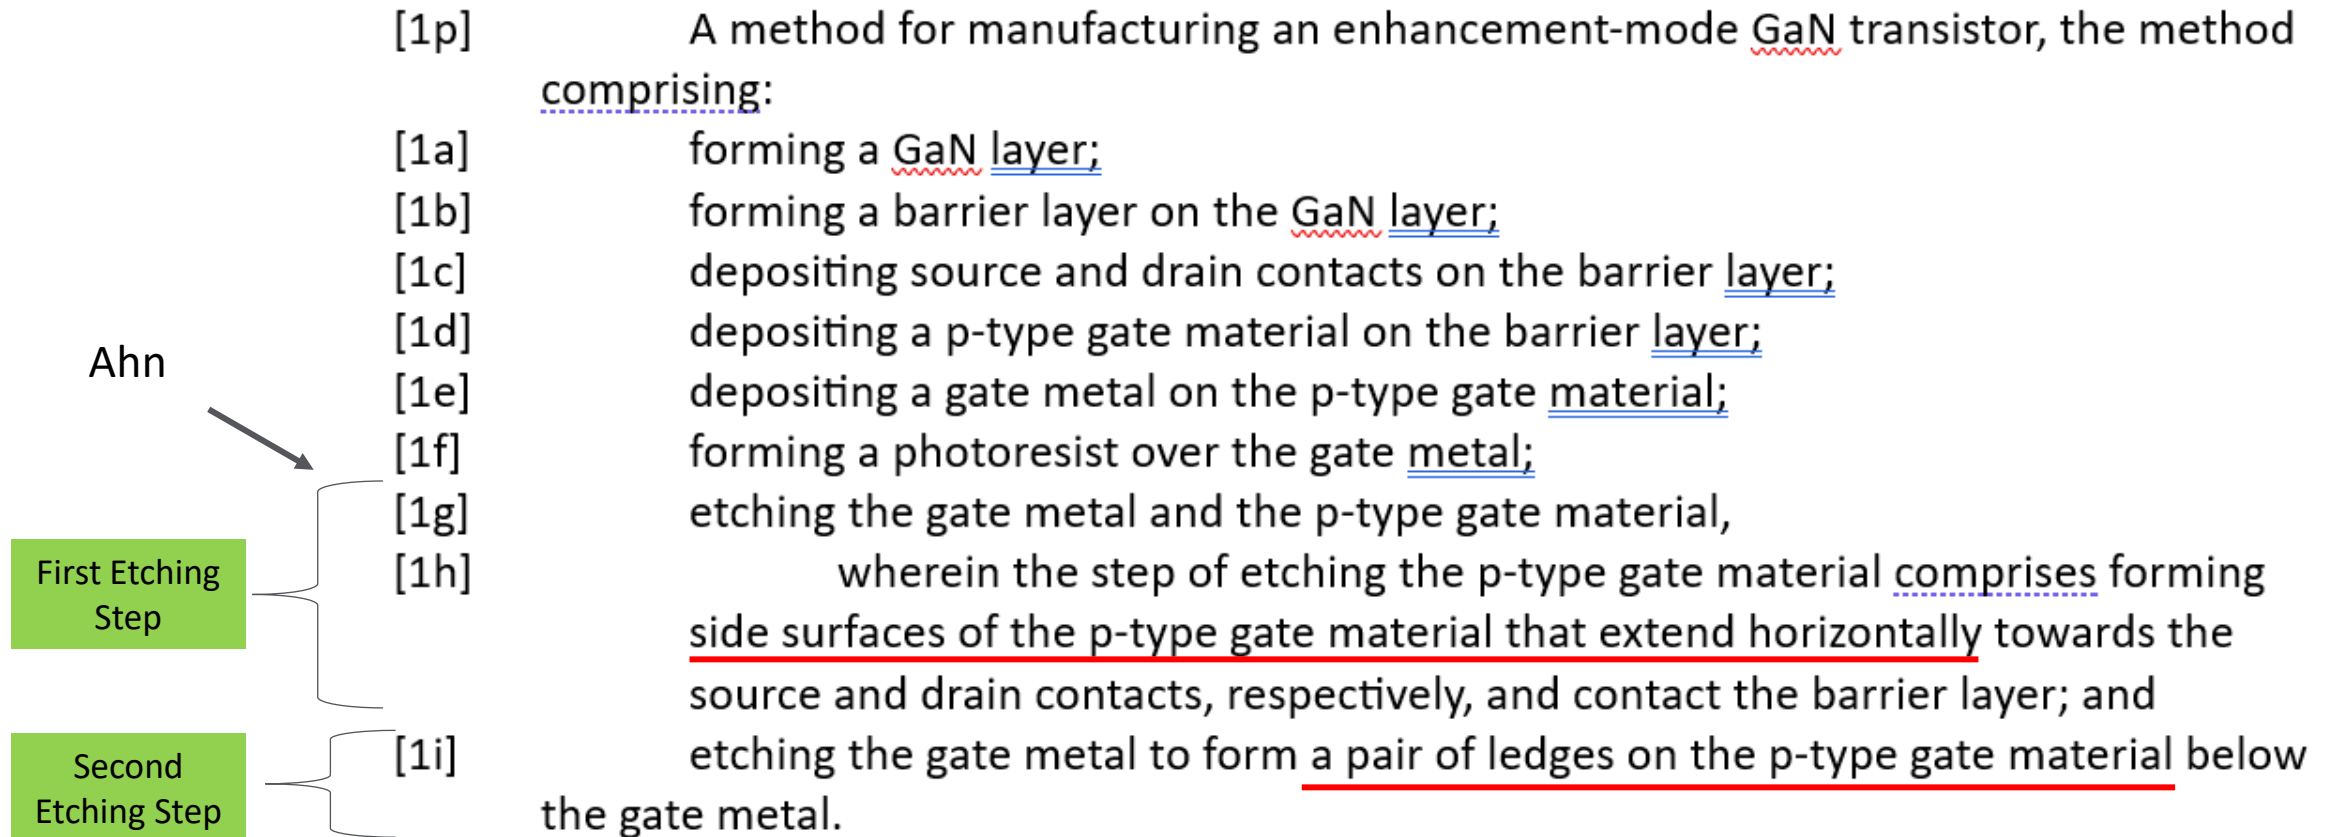 [1p] A method for manufacturing an enhancement-mode GaN transistor, the method
comprising:
[1a] forming a GaN layer;
[1b] forming a barrier layer on the GaN layer;
[1c] depositing source and drain contacts on the barrier layer;
[1d] depositing a p-type gate material on the barrier layer;
Ahn
[1e] depositing a gate metal on the p-type gate material;
[1f] forming a photoresist over the gate metal;
[1g] etching the gate metal and the p-type gate material,
First Etching
Step
[1h] wherein the step of etching the p-type gate material comprises forming
side surfaces of the p-type gate material that extend horizontally towards the
source and drain contacts, respectively, and contact the barrier layer; and
Second
Etching Step
[1i] etching the gate metal to form a pair of ledges on the p-type gate material below
the gate metal.